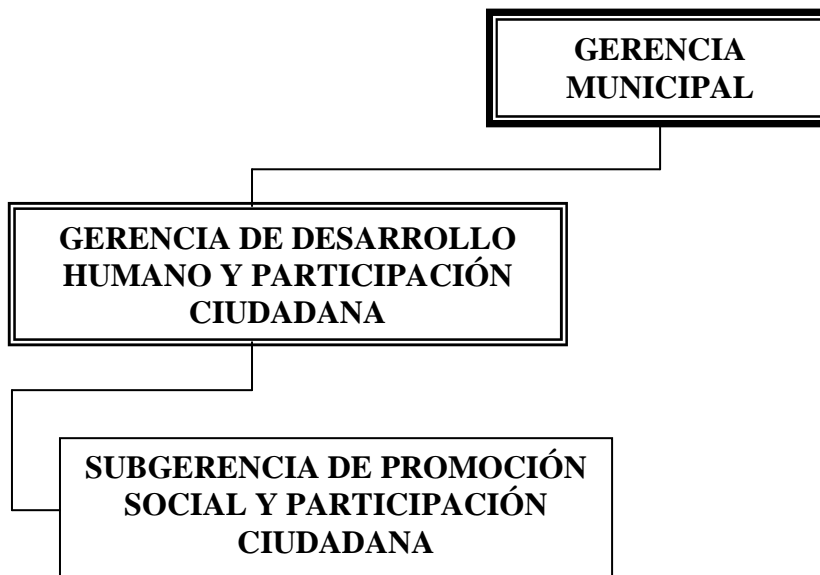 GERENCIA
MUNICIPAL
GERENCIA DE DESARROLLO
HUMANO Y PARTICIPACIÓN
CIUDADANA
SUBGERENCIA DE PROMOCIÓN
SOCIAL Y PARTICIPACIÓN
CIUDADANA